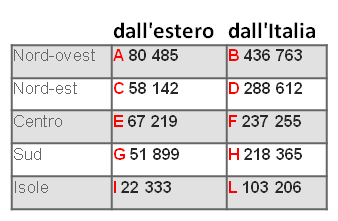 dall'estero dall'Italia
Nord-ovest A 80 485 B 436 763
Nord-est C 58 142 D 288 612
Centro E 67 219 F 237 255
Sud G 51 899 H 218 365
Isole I 22 333 L 103 206